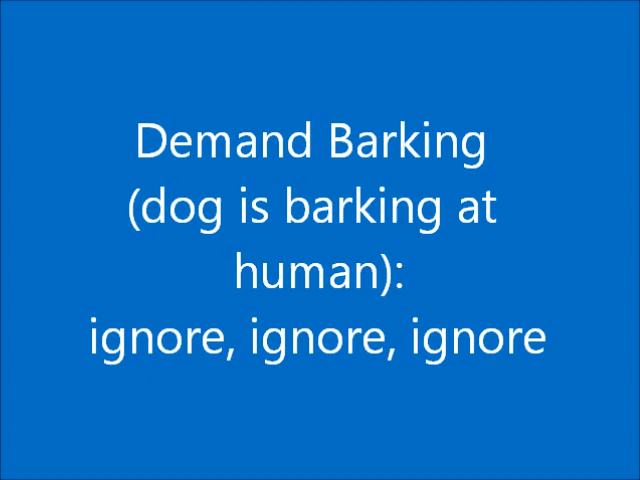 Demand Barking
(dog is barking at
human):
ignore, ignore, ignore